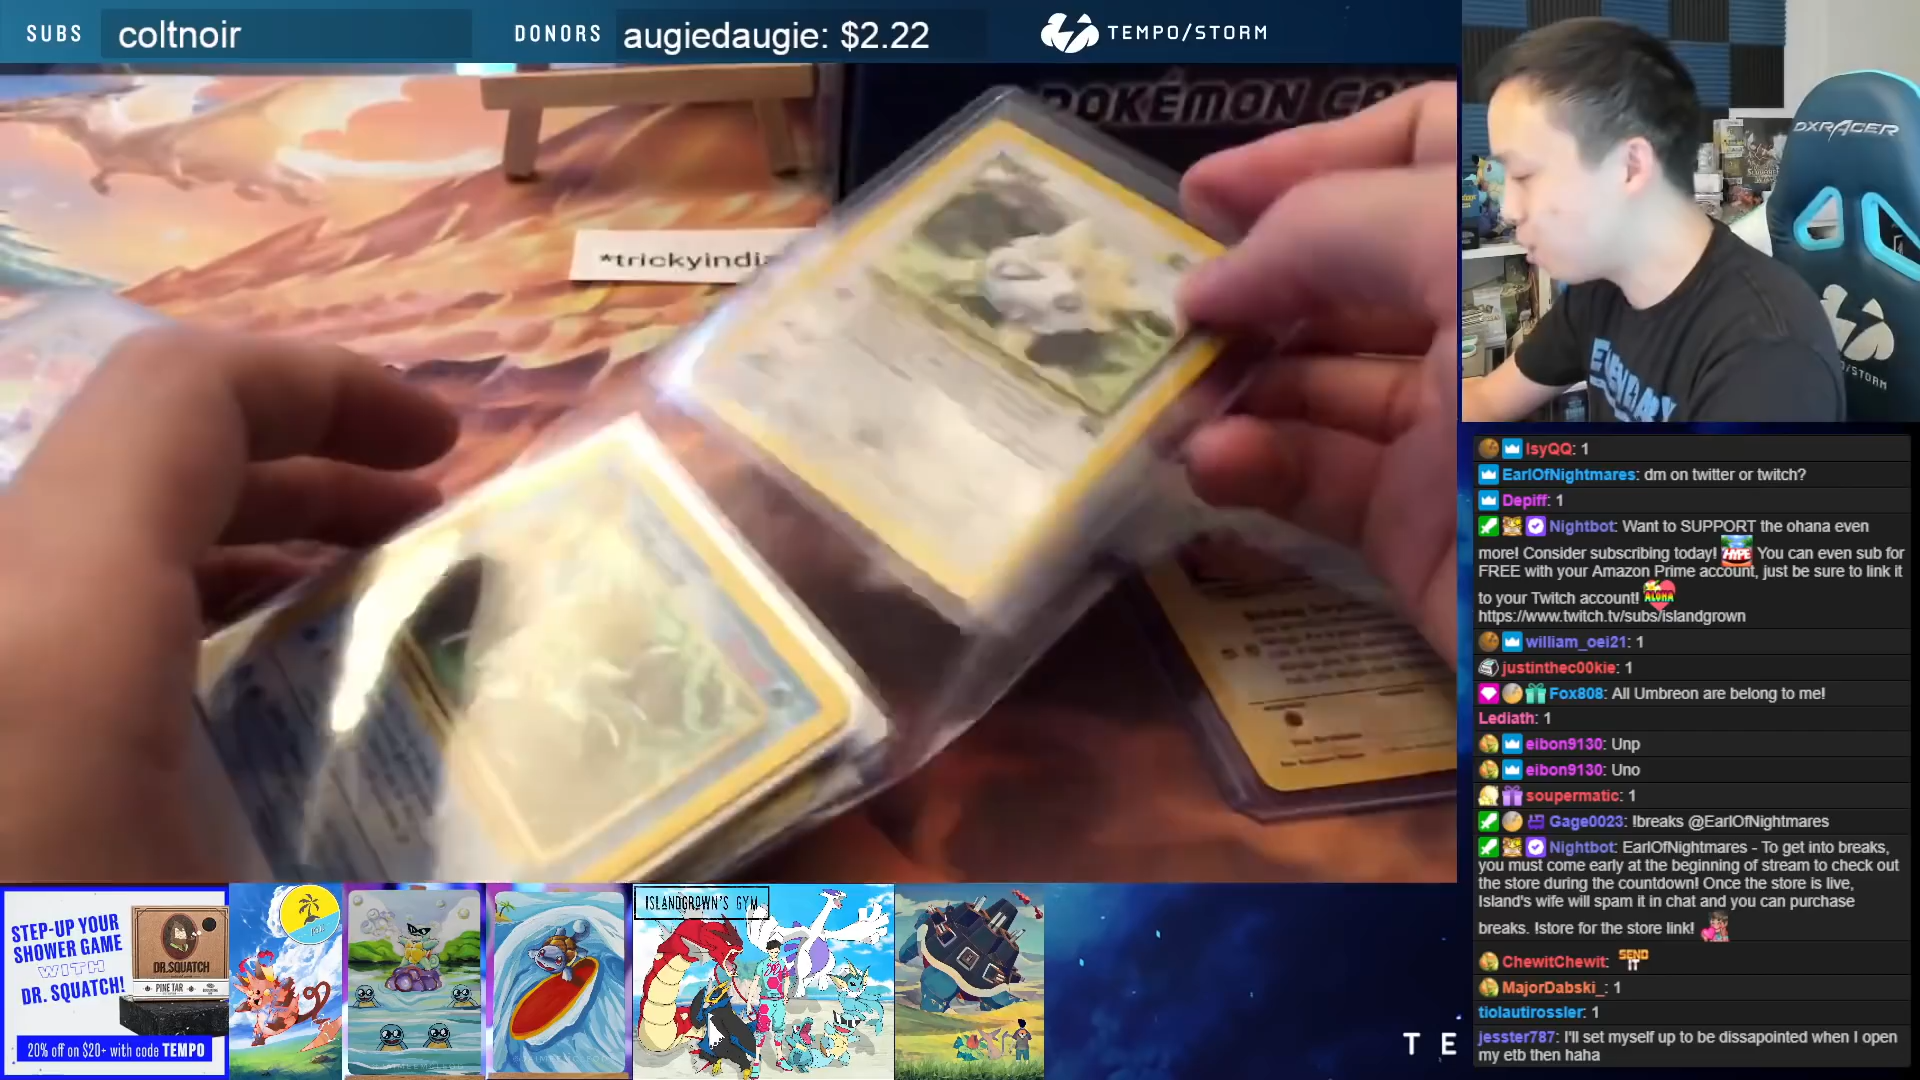 SUBS coltnoir DONORS augiedaugie: $2.22 TEMPO/STORM
POKÉMON
*trickyindia
DXRACER
/STORM
IsyQQ: 1
EarlOfNightmares: dm on twitter or twitch?
Depiff: 1
Nightbot: Want to SUPPORT the ohana even
more! Consider subscribing today! HYPE You can even sub for
FREE with your Amazon Prime account, just be sure to link it
to your Twitch account! ALOHA
https://www.twitch.tv/subs/islandgrown
william_oei21: 1
justinthec00kie: 1
Fox808: All Umbreon are belong to me!
Lediath: 1
eibon9130: Unp
eibon9130: Uno
soupermatic: 1
Gage0023: !breaks @EarlOfNightmares
Nightbot: EarlOfNightmares - To get into breaks,
you must come early at the beginning of stream to check out
the store during the countdown! Once the store is live,
Island's wife will spam it in chat and you can purchase
breaks. !store for the store link!
ChewitChewit: SEND IT
MajorDabski_: 1
tiolautirossler: 1
jesster787: I'll set myself up to be dissapointed when I open
my etb then haha
STEP-UP YOUR
SHOWER GAME
WITH
DR. SQUATCH!
DR.SQUATCH
PINE TAR
20% off on $20+ with code TEMPO
ISLANDGROWN'S GYM
T E